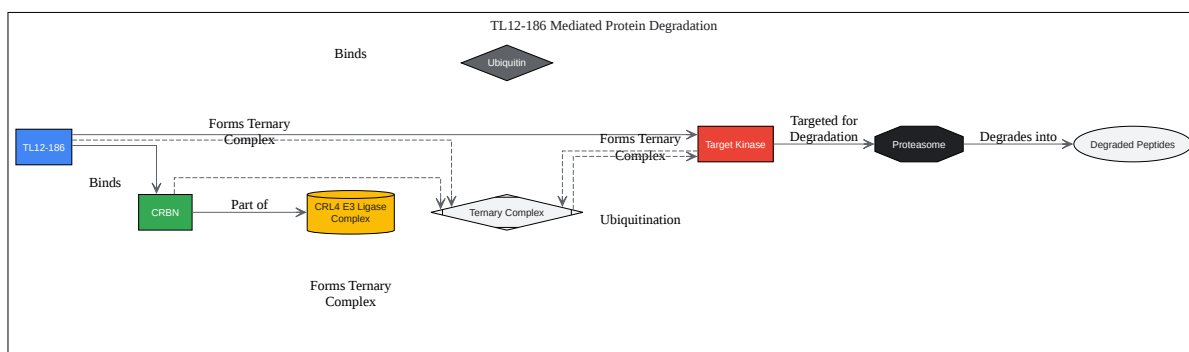 TL12-186 Mediated Protein Degradation
Binds
Ubiquitin
Forms Ternary
Complex
TL12-186
Forms Ternary
Complex
Target Kinase
Targeted for
Degradation
Proteasome
Degrades into
Degraded Peptides
Binds
CRBN
Part of
CRL4 E3 Ligase
Complex
Ternary Complex
Ubiquitination
Forms Ternary
Complex